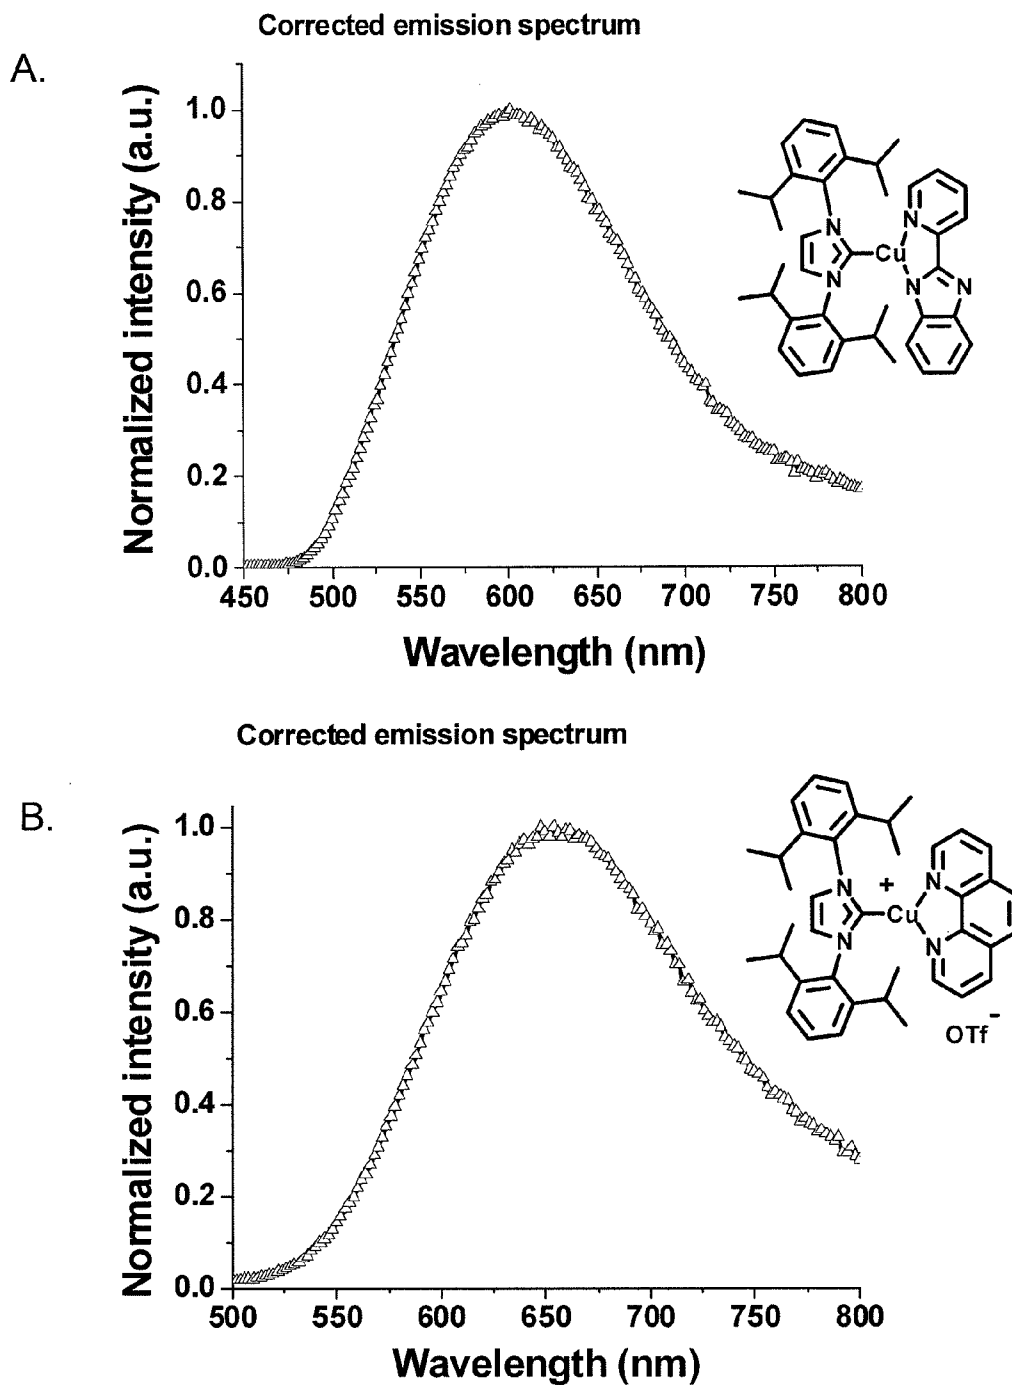 Corrected emission spectrum
A.
Normalized intensity (a.u.)
1.0
0.8
0.6
0.4
0.2
0.0
450 500 550 600 650 700 750 800
Wavelength (nm)
N
N
Cu
N
N
N
Corrected emission spectrum
B.
Normalized intensity (a.u.)
1.0
0.8
0.6
0.4
0.2
0.0
500 550 600 650 700 750 800
Wavelength (nm)
N
N
+
Cu
N
N
OTf⁻